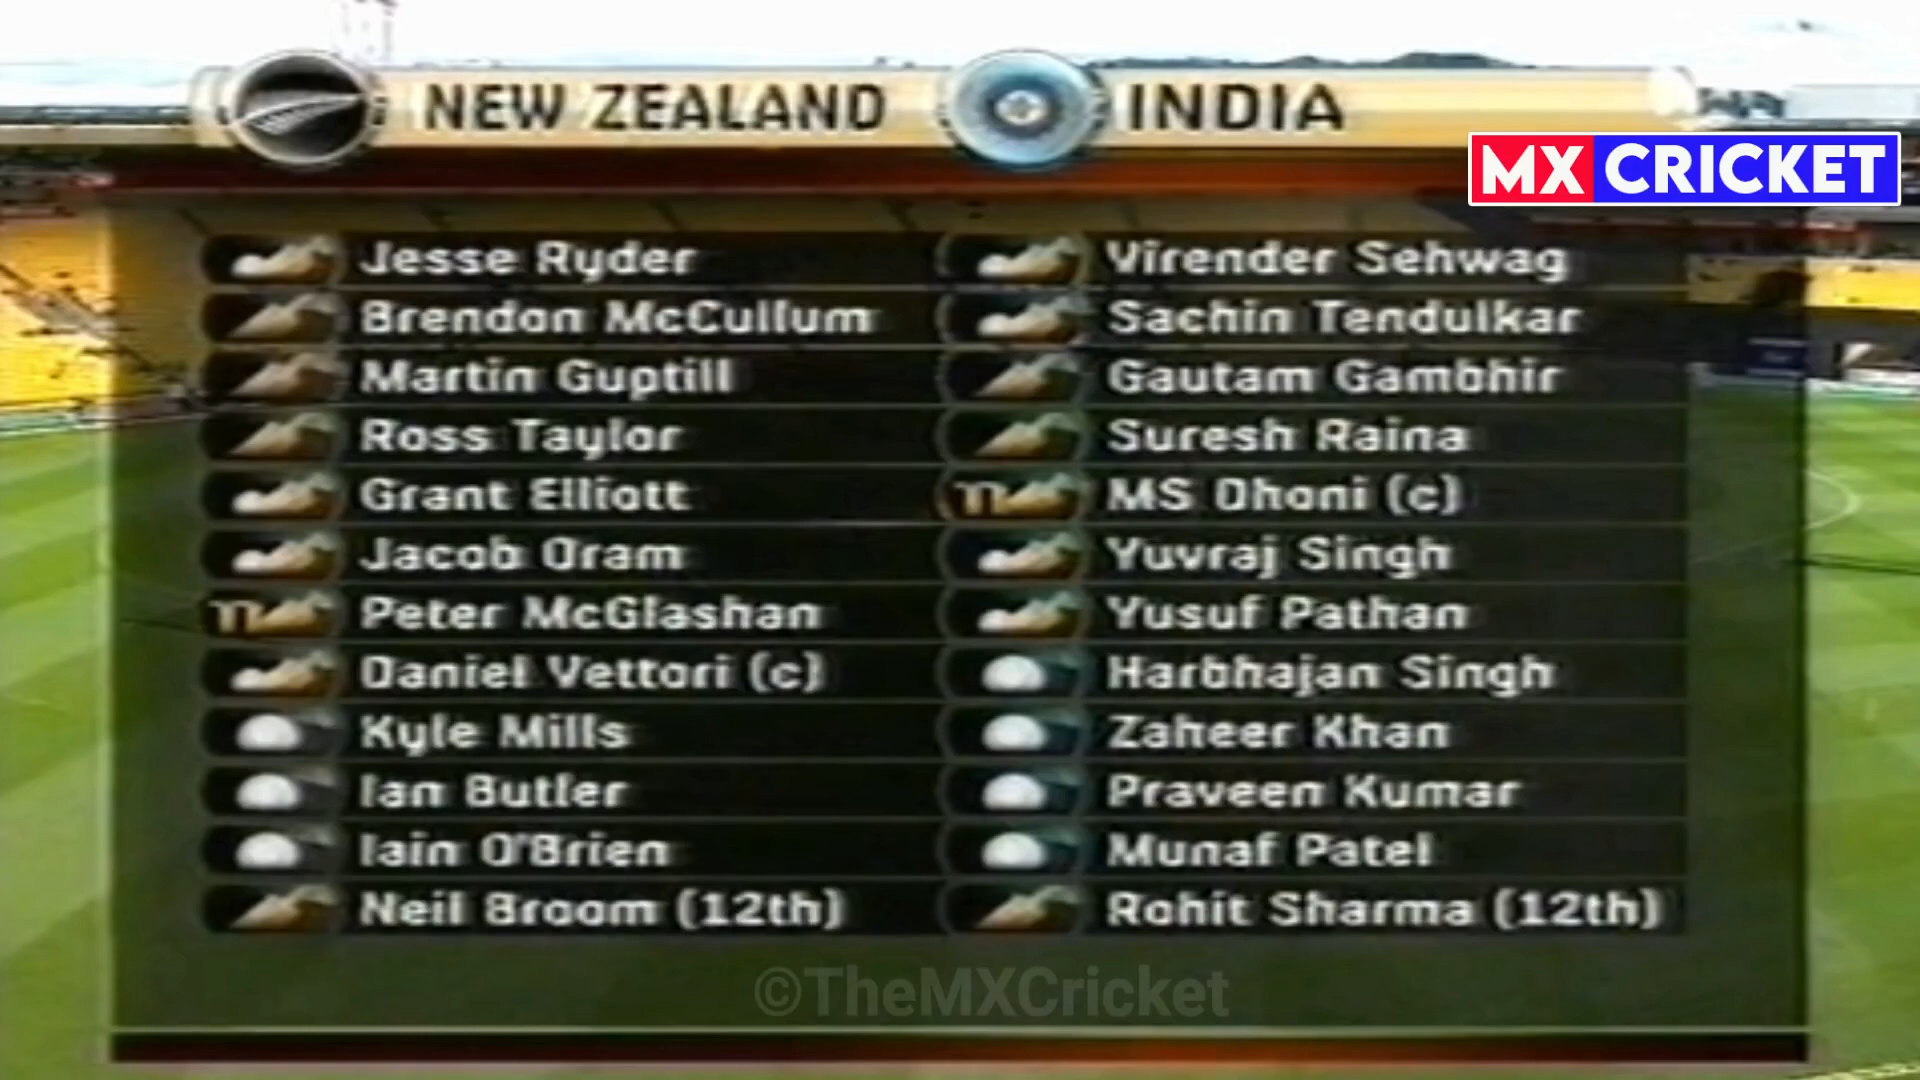 NEW ZEALAND INDIA
MX CRICKET
Jesse Ryder Virender Sehwag
Brendon McCullum Sachin Tendulkar
Martin Guptill Gautam Gambhir
Ross Taylor Suresh Raina
Grant Elliott MS Dhoni (c)
Jacob Oram Yuvraj Singh
Peter McGlashan Yusuf Pathan
Daniel Vettori (c) Harbhajan Singh
Kyle Mills Zaheer Khan
Ian Butler Praveen Kumar
Iain O'Brien Munaf Patel
Neil Broom (12th) Rohit Sharma (12th)
©TheMXCricket